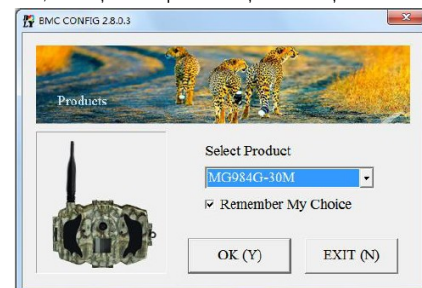 BMC CONFIG 2.8.0.3
Products
Select Product
MG984G-30M
Remember My Choice
OK (Y)
EXIT (N)